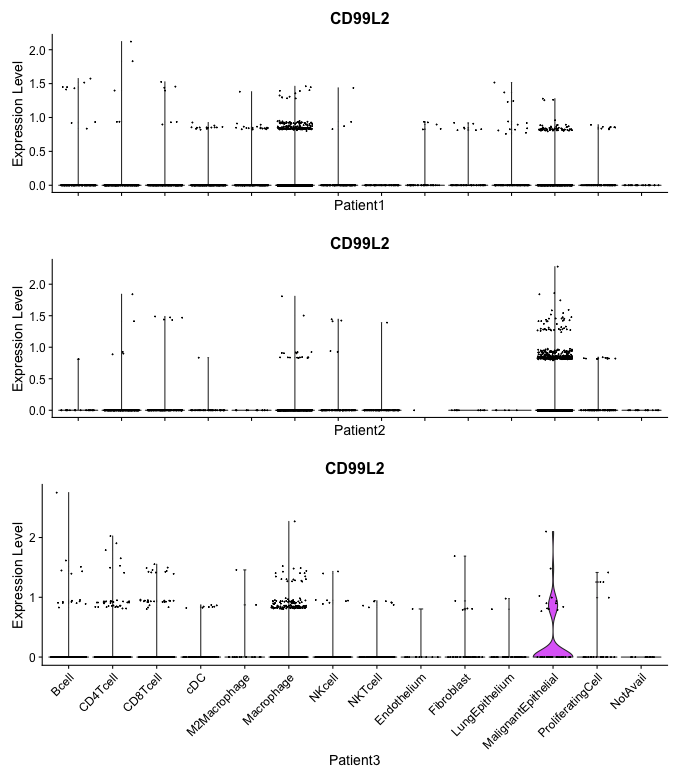 CD99L2
Expression Level
2.0
1.5
1.0
0.5
0.0
Patient1
CD99L2
Expression Level
2.0
1.5
1.0
0.5
0.0
Patient2
CD99L2
Expression Level
2
1
0
Bcell
CD4Tcell
CD8Tcell
cDC
M2Macrophage
Macrophage
NKcell
NKTcell
Endothelium
Fibroblast
LungEpithelium
MalignantEpithelial
ProliferatingCell
NotAvail
Patient3